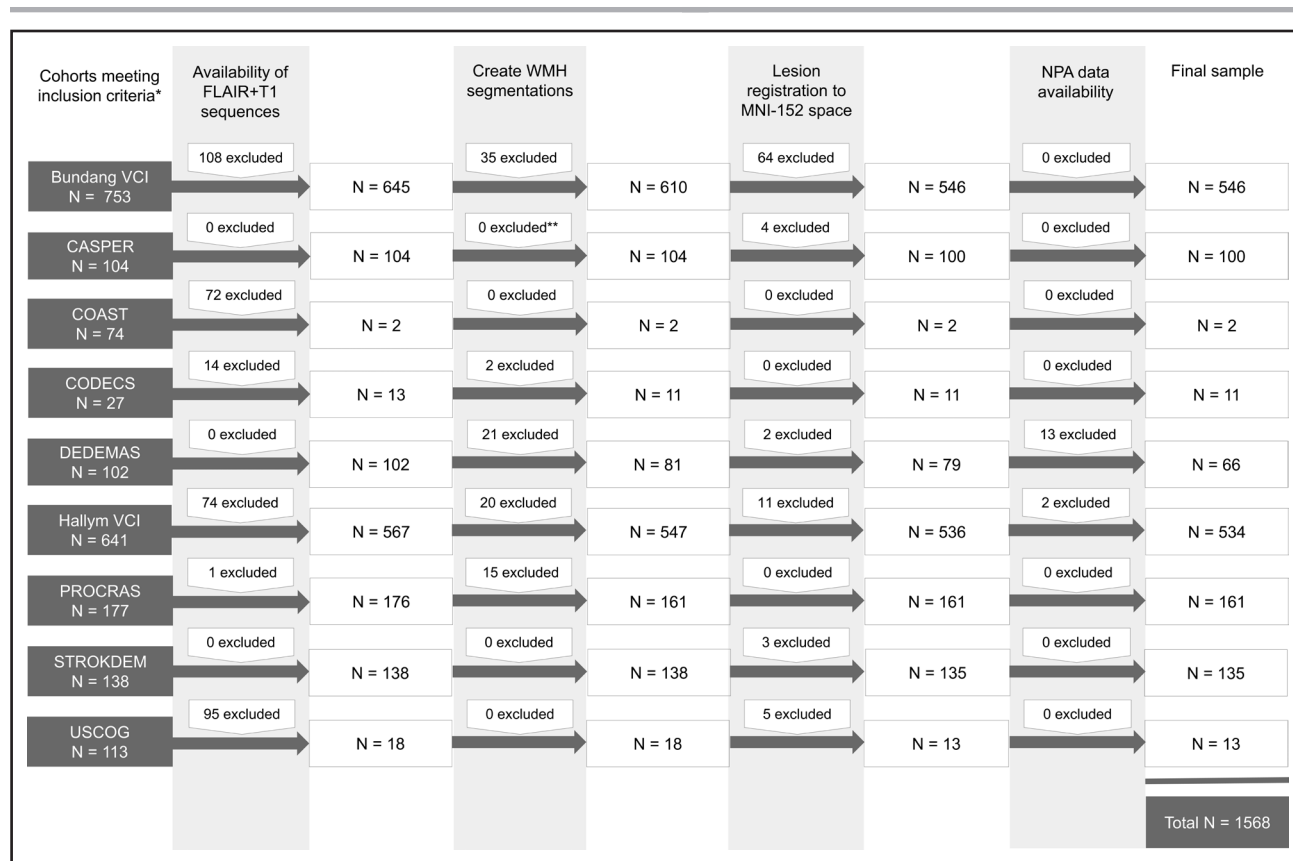 Cohorts meeting
inclusion criteria*
Availability of
FLAIR+T1
sequences
Create WMH
segmentations
Lesion
registration to
MNI-152 space
NPA data
availability
Final sample
108 excluded
35 excluded
64 excluded
0 excluded
Bundang VCI
N = 753
N = 645
N = 610
N = 546
N = 546
0 excluded
0 excluded**
4 excluded
0 excluded
CASPER
N = 104
N = 104
N = 104
N = 100
N = 100
72 excluded
0 excluded
0 excluded
0 excluded
COAST
N = 74
N = 2
N = 2
N = 2
N = 2
14 excluded
2 excluded
0 excluded
0 excluded
CODECS
N = 27
N = 13
N = 11
N = 11
N = 11
0 excluded
21 excluded
2 excluded
13 excluded
DEDEMAS
N = 102
N = 102
N = 81
N = 79
N = 66
74 excluded
20 excluded
11 excluded
2 excluded
Hallym VCI
N = 641
N = 567
N = 547
N = 536
N = 534
1 excluded
15 excluded
0 excluded
0 excluded
PROCRAS
N = 177
N = 176
N = 161
N = 161
N = 161
0 excluded
0 excluded
3 excluded
0 excluded
STROKDEM
N = 138
N = 138
N = 138
N = 135
N = 135
95 excluded
0 excluded
5 excluded
0 excluded
USCOG
N = 113
N = 18
N = 18
N = 13
N = 13
Total N = 1568